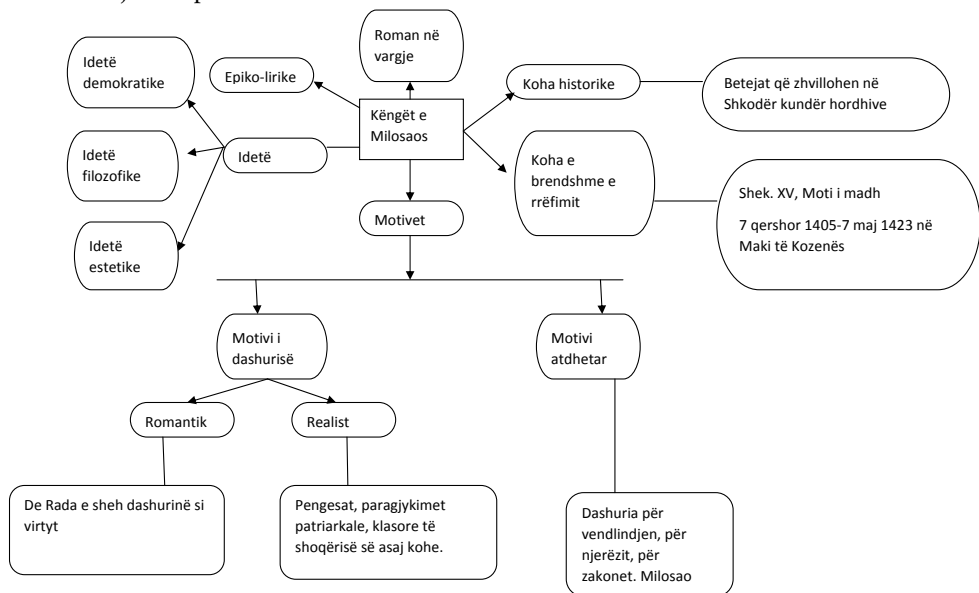 Roman në
vargje
Idetë
demokratike
Epiko-lirike
Koha historike
Betejat që zhvillohen në
Shkodër kundër hordhive
Këngët e
Milosaos
Idetë
filozofike
Idetë
Koha e
brendshme e
rrëfimit
Shek. XV, Moti i madh
7 qershor 1405-7 maj 1423 në
Maki të Kozenës
Motivet
Idetë
estetike
Motivi i
dashurisë
Motivi
atdhetar
Romantik
Realist
De Rada e sheh dashurinë si
virtyt
Pengesat, paragjykimet
patriarkale, klasore të
shoqërisë së asaj kohe.
Dashuria për
vendlindjen, për
njerëzit, për
zakonet. Milosao